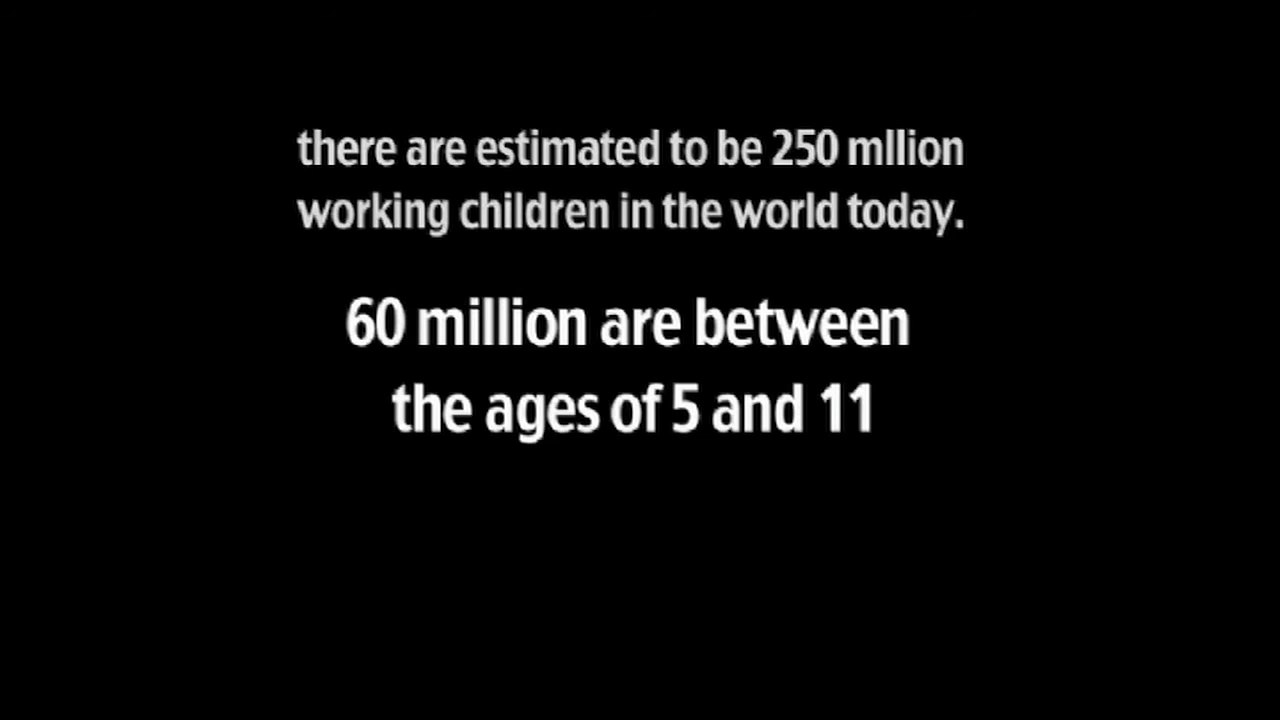 there are estimated to be 250 mllion
working children in the world today.
60 million are between
the ages of 5 and 11